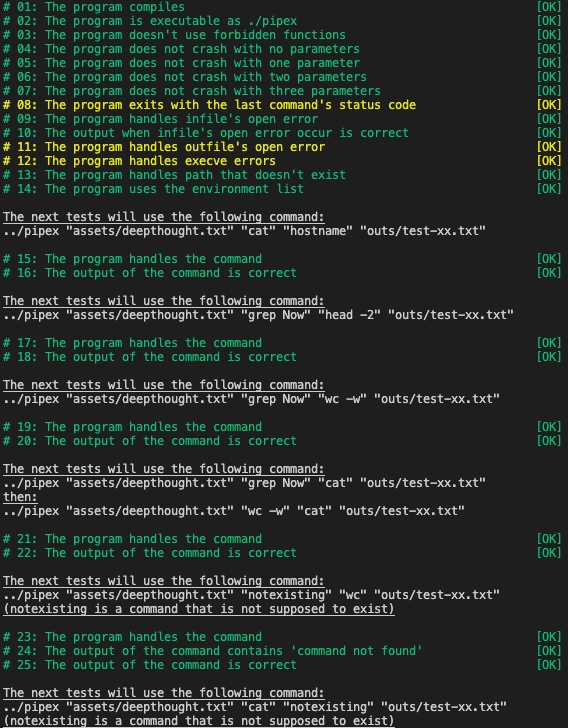 # 01: The program compiles [OK]
# 02: The program is executable as ./pipex [OK]
# 03: The program doesn't use forbidden functions [OK]
# 04: The program does not crash with no parameters [OK]
# 05: The program does not crash with one parameter [OK]
# 06: The program does not crash with two parameters [OK]
# 07: The program does not crash with three parameters [OK]
# 08: The program exits with the last command's status code [OK]
# 09: The program handles infile's open error [OK]
# 10: The output when infile's open error occur is correct [OK]
# 11: The program handles outfile's open error [OK]
# 12: The program handles execve errors [OK]
# 13: The program handles path that doesn't exist [OK]
# 14: The program uses the environment list [OK]
The next tests will use the following command:
../pipex "assets/deepthought.txt" "cat" "hostname" "outs/test-xx.txt"
# 15: The program handles the command [OK]
# 16: The output of the command is correct [OK]
The next tests will use the following command:
../pipex "assets/deepthought.txt" "grep Now" "head -2" "outs/test-xx.txt"
# 17: The program handles the command [OK]
# 18: The output of the command is correct [OK]
The next tests will use the following command:
../pipex "assets/deepthought.txt" "grep Now" "wc -w" "outs/test-xx.txt"
# 19: The program handles the command [OK]
# 20: The output of the command is correct [OK]
The next tests will use the following command:
../pipex "assets/deepthought.txt" "grep Now" "cat" "outs/test-xx.txt"
then:
../pipex "assets/deepthought.txt" "wc -w" "cat" "outs/test-xx.txt"
# 21: The program handles the command [OK]
# 22: The output of the command is correct [OK]
The next tests will use the following command:
../pipex "assets/deepthought.txt" "notexisting" "wc" "outs/test-xx.txt"
(notexisting is a command that is not supposed to exist)
# 23: The program handles the command [OK]
# 24: The output of the command contains 'command not found' [OK]
# 25: The output of the command is correct [OK]
The next tests will use the following command:
../pipex "assets/deepthought.txt" "cat" "notexisting" "outs/test-xx.txt"
(notexisting is a command that is not supposed to exist)